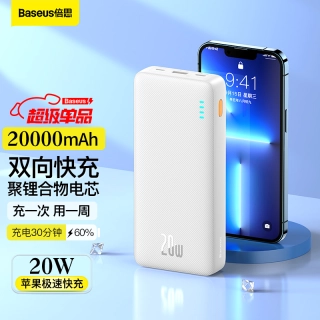 Baseus倍思
Baseus
超级单品
20000mAh
双向快充
聚锂合物电芯
充一次 用一周
充电30分钟 ⚡60%
20W
苹果极速快充
20W